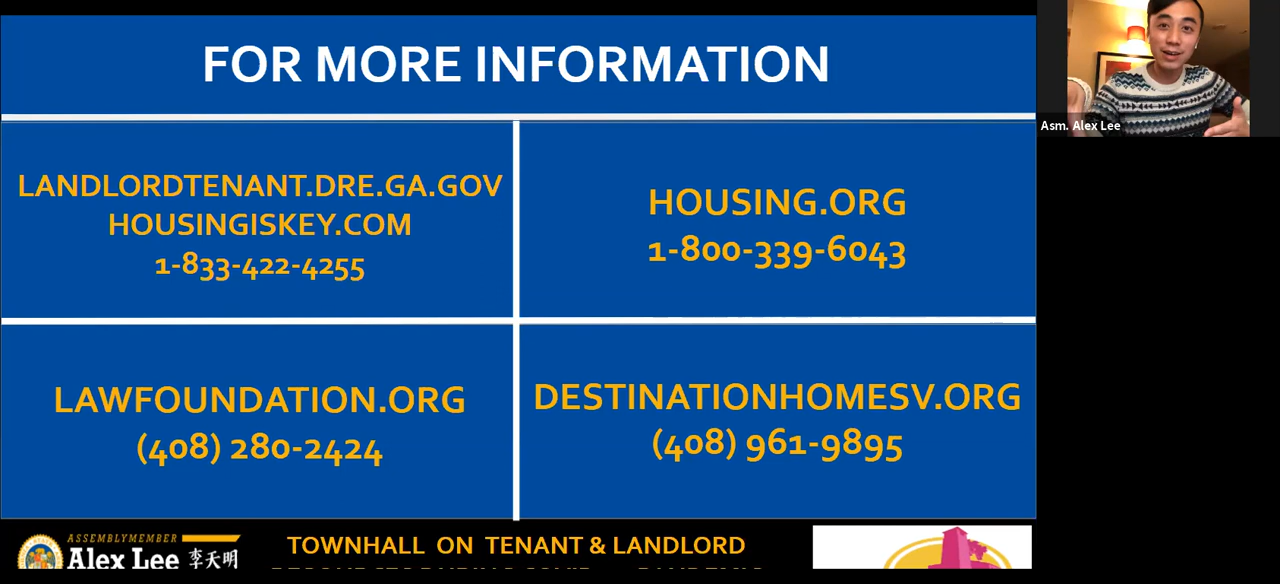 FOR MORE INFORMATION
LANDLORDTENANT.DRE.GA.GOV
HOUSINGISKEY.COM
1-833-422-4255
HOUSING.ORG
1-800-339-6043
LAWFOUNDATION.ORG
(408) 280-2424
DESTINATIONHOMESV.ORG
(408) 961-9895
Asm. Alex Lee
ASSEMBLYMEMBER
Alex Lee 李天明
TOWNHALL ON TENANT & LANDLORD